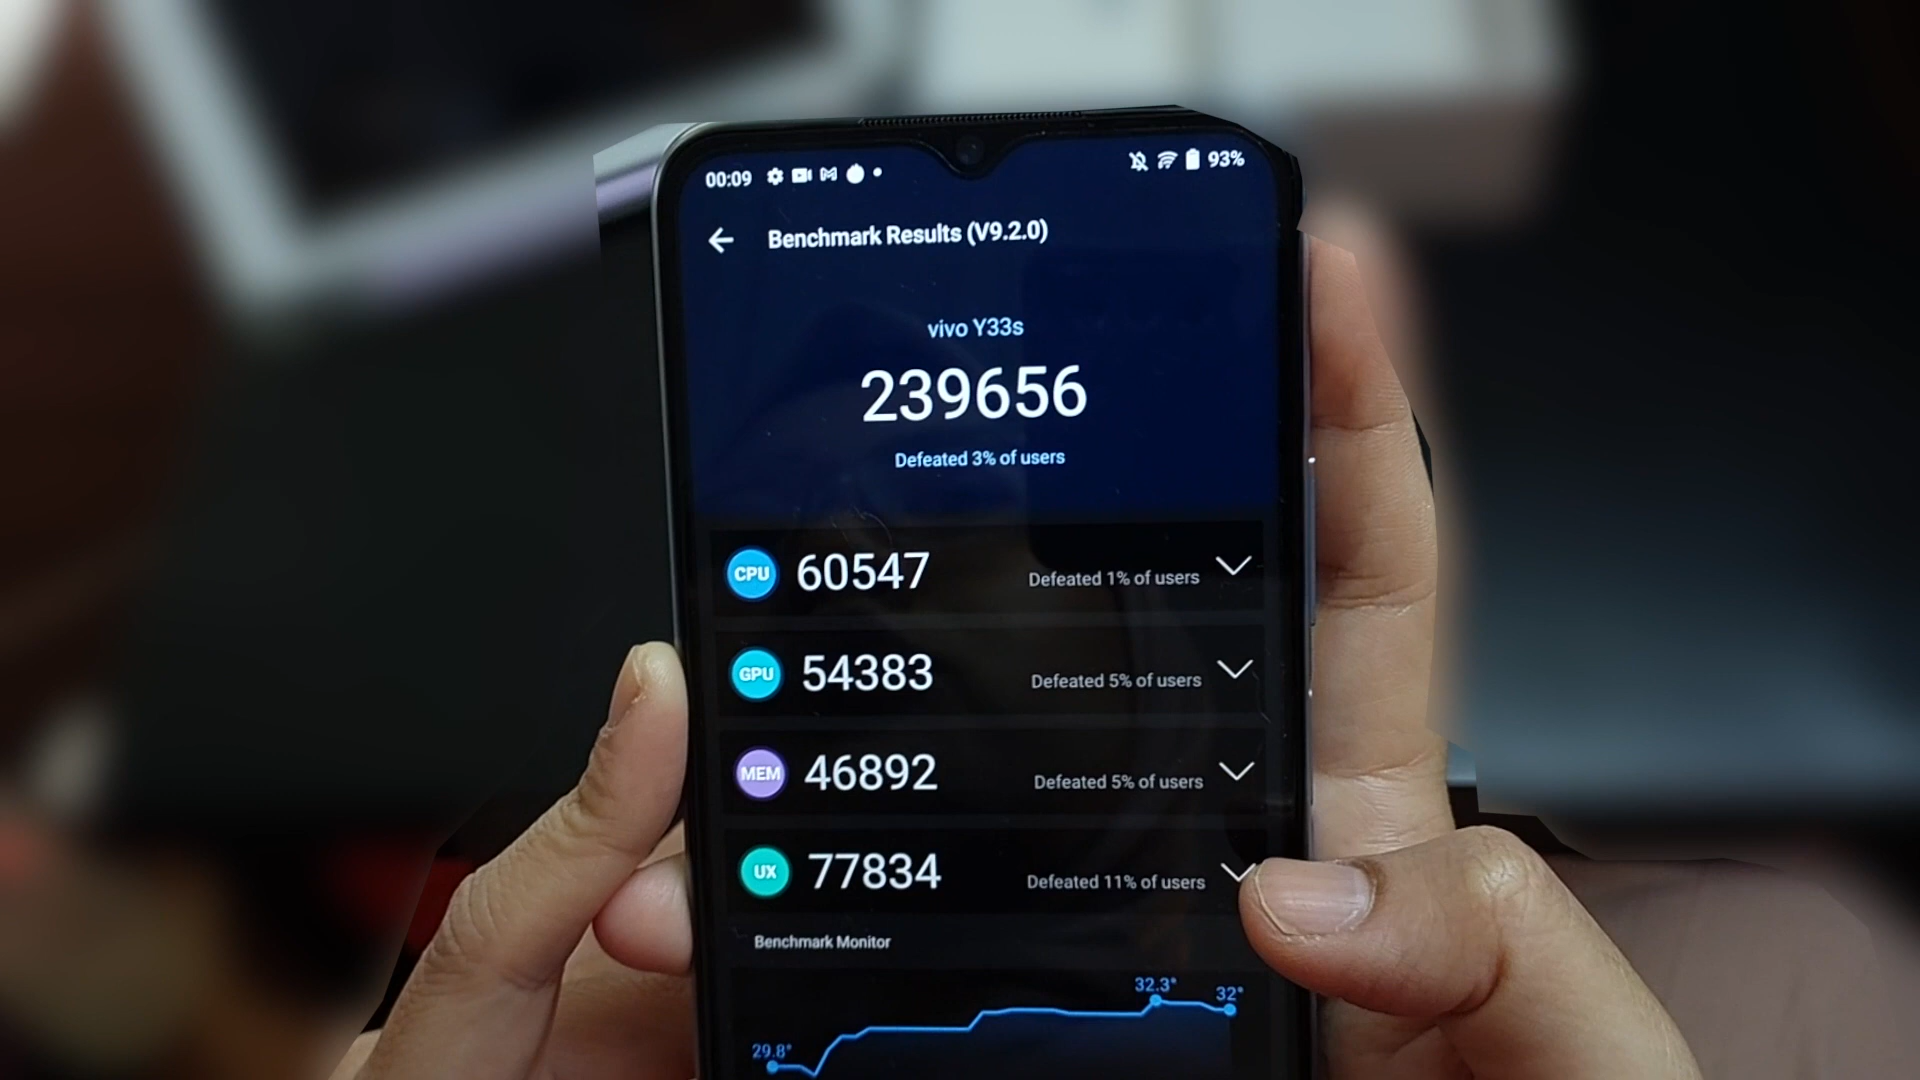 00:09 93%
Benchmark Results (V9.2.0)
vivo Y33s
239656
Defeated 3% of users
CPU 60547 Defeated 1% of users
GPU 54383 Defeated 5% of users
MEM 46892 Defeated 5% of users
UX 77834 Defeated 11% of users
Benchmark Monitor
32.3° 32°
29.8°